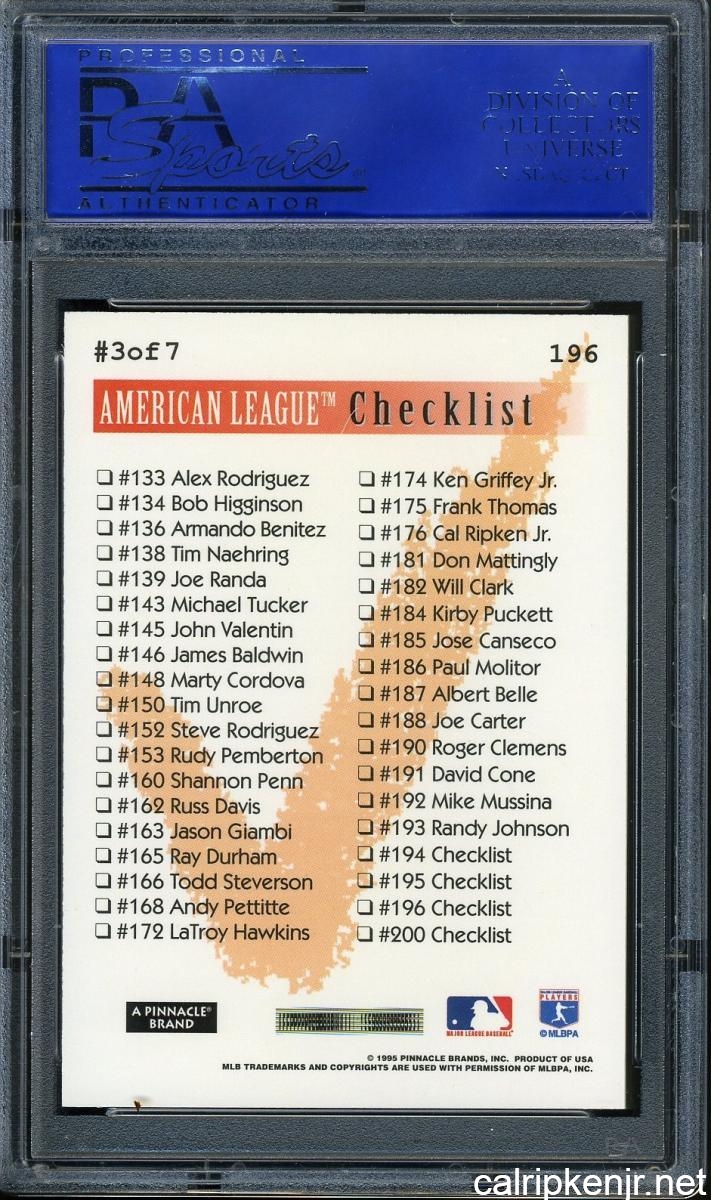 PROFESSIONAL
PSA
Sports
AUTHENTICATOR
A
DIVISION OF
COLLECTORS
UNIVERSE
#3of7
196
AMERICAN LEAGUE™ Checklist
❏ #133 Alex Rodriguez
❏ #134 Bob Higginson
❏ #136 Armando Benitez
❏ #138 Tim Naehring
❏ #139 Joe Randa
❏ #143 Michael Tucker
❏ #145 John Valentin
❏ #146 James Baldwin
❏ #148 Marty Cordova
❏ #150 Tim Unroe
❏ #152 Steve Rodriguez
❏ #153 Rudy Pemberton
❏ #160 Shannon Penn
❏ #162 Russ Davis
❏ #163 Jason Giambi
❏ #165 Ray Durham
❏ #166 Todd Steverson
❏ #168 Andy Pettitte
❏ #172 LaTroy Hawkins
❏ #174 Ken Griffey Jr.
❏ #175 Frank Thomas
❏ #176 Cal Ripken Jr.
❏ #181 Don Mattingly
❏ #182 Will Clark
❏ #184 Kirby Puckett
❏ #185 Jose Canseco
❏ #186 Paul Molitor
❏ #187 Albert Belle
❏ #188 Joe Carter
❏ #190 Roger Clemens
❏ #191 David Cone
❏ #192 Mike Mussina
❏ #193 Randy Johnson
❏ #194 Checklist
❏ #195 Checklist
❏ #196 Checklist
❏ #200 Checklist
A PINNACLE®
BRAND
MAJOR LEAGUE BASEBALL
MAJOR LEAGUE BASEBALL
PLAYERS
© MLBPA
© 1995 PINNACLE BRANDS, INC. PRODUCT OF USA
MLB TRADEMARKS AND COPYRIGHTS ARE USED WITH PERMISSION OF MLBPA, INC.
calripkenjr.net